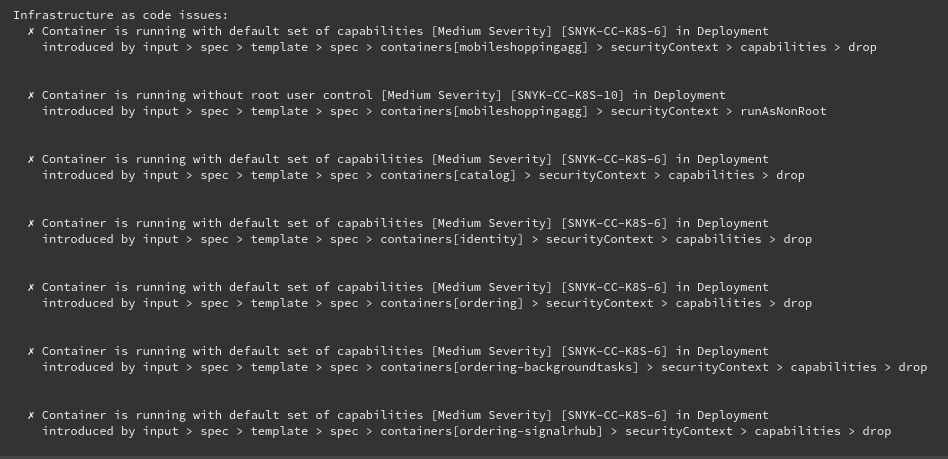 Infrastructure as code issues:
✗ Container is running with default set of capabilities [Medium Severity] [SNYK-CC-K8S-6] in Deployment
introduced by input > spec > template > spec > containers[mobileshoppingagg] > securityContext > capabilities > drop
✗ Container is running without root user control [Medium Severity] [SNYK-CC-K8S-10] in Deployment
introduced by input > spec > template > spec > containers[mobileshoppingagg] > securityContext > runAsNonRoot
✗ Container is running with default set of capabilities [Medium Severity] [SNYK-CC-K8S-6] in Deployment
introduced by input > spec > template > spec > containers[catalog] > securityContext > capabilities > drop
✗ Container is running with default set of capabilities [Medium Severity] [SNYK-CC-K8S-6] in Deployment
introduced by input > spec > template > spec > containers[identity] > securityContext > capabilities > drop
✗ Container is running with default set of capabilities [Medium Severity] [SNYK-CC-K8S-6] in Deployment
introduced by input > spec > template > spec > containers[ordering] > securityContext > capabilities > drop
✗ Container is running with default set of capabilities [Medium Severity] [SNYK-CC-K8S-6] in Deployment
introduced by input > spec > template > spec > containers[ordering-backgroundtasks] > securityContext > capabilities > drop
✗ Container is running with default set of capabilities [Medium Severity] [SNYK-CC-K8S-6] in Deployment
introduced by input > spec > template > spec > containers[ordering-signalrhub] > securityContext > capabilities > drop